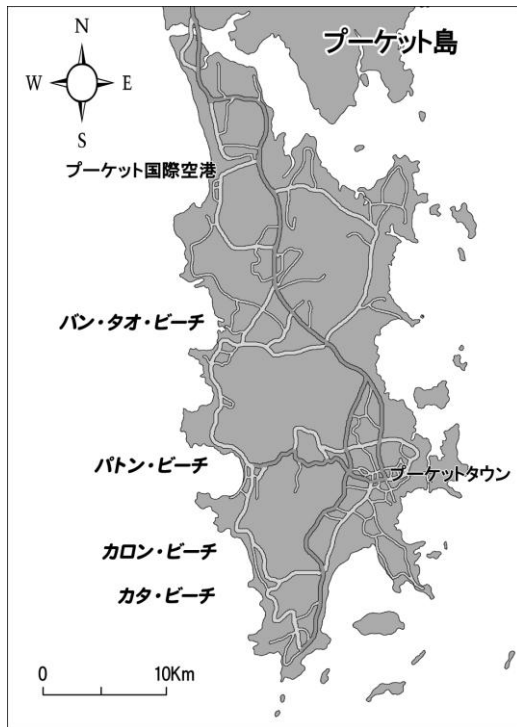 プーケット島
N
W E
S
プーケット国際空港
バン・タオ・ビーチ
パトン・ビーチ
プーケットタウン
カロン・ビーチ
カタ・ビーチ
0 10Km